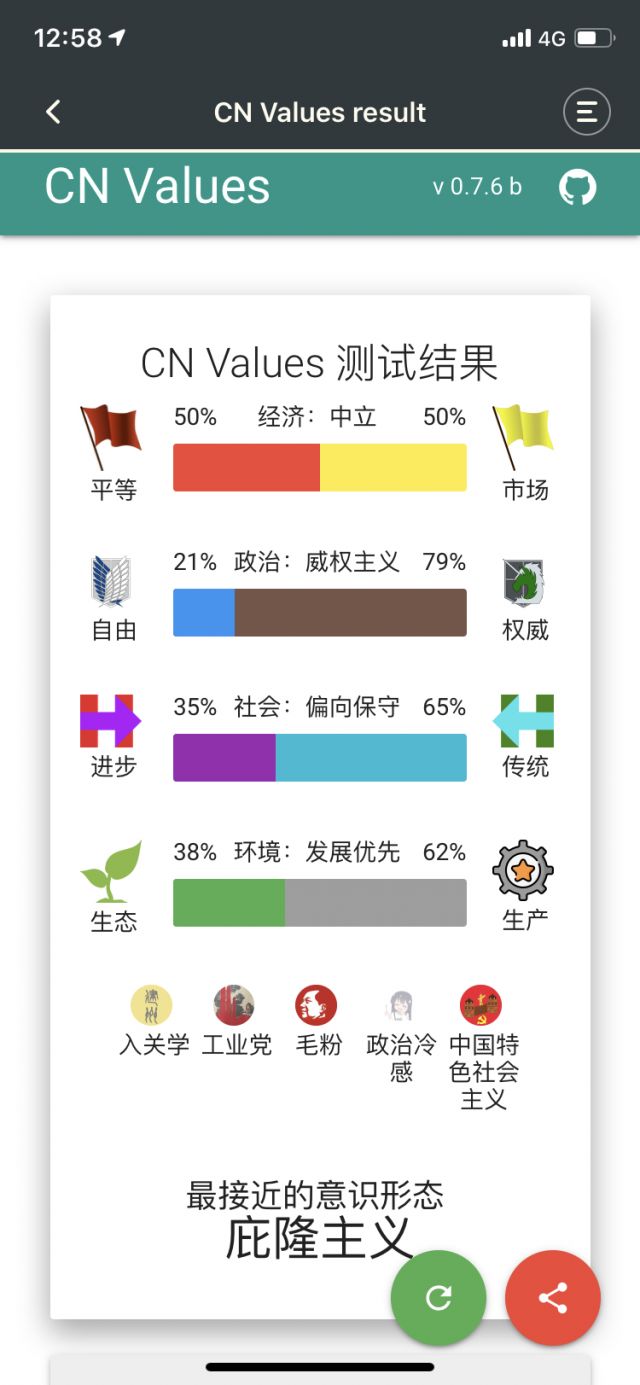 12:58
4G
CN Values result
CN Values
v 0.7.6 b
CN Values 测试结果
50% 经济：中立 50%
平等 市场
21% 政治：威权主义 79%
自由 权威
35% 社会：偏向保守 65%
进步 传统
38% 环境：发展优先 62%
生态 生产
入关学 工业党 毛粉 政治冷感 中国特色社会主义
最接近的意识形态
庇隆主义